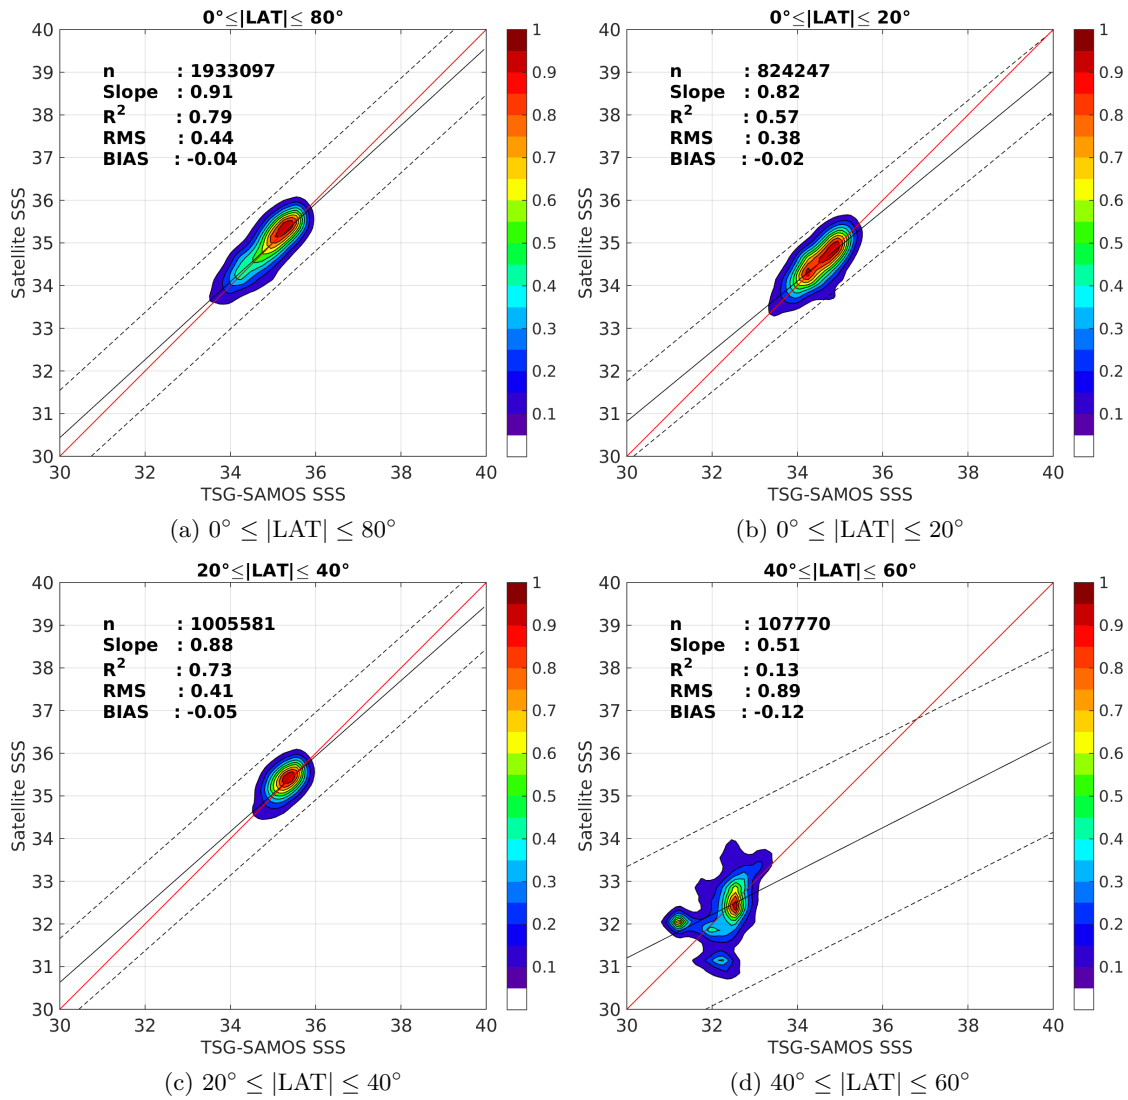 0°≤|LAT|≤ 80°
n : 1933097
Slope : 0.91
R² : 0.79
RMS : 0.44
BIAS : -0.04
Satellite SSS
40
39
38
37
36
35
34
33
32
31
30
30 32 34 36 38 40
TSG-SAMOS SSS
1
0.9
0.8
0.7
0.6
0.5
0.4
0.3
0.2
0.1
(a) 0° ≤ |LAT| ≤ 80°
0°≤|LAT|≤ 20°
n : 824247
Slope : 0.82
R² : 0.57
RMS : 0.38
BIAS : -0.02
Satellite SSS
40
39
38
37
36
35
34
33
32
31
30
30 32 34 36 38 40
TSG-SAMOS SSS
1
0.9
0.8
0.7
0.6
0.5
0.4
0.3
0.2
0.1
(b) 0° ≤ |LAT| ≤ 20°
20°≤|LAT|≤ 40°
n : 1005581
Slope : 0.88
R² : 0.73
RMS : 0.41
BIAS : -0.05
Satellite SSS
40
39
38
37
36
35
34
33
32
31
30
30 32 34 36 38 40
TSG-SAMOS SSS
1
0.9
0.8
0.7
0.6
0.5
0.4
0.3
0.2
0.1
(c) 20° ≤ |LAT| ≤ 40°
40°≤|LAT|≤ 60°
n : 107770
Slope : 0.51
R² : 0.13
RMS : 0.89
BIAS : -0.12
Satellite SSS
40
39
38
37
36
35
34
33
32
31
30
30 32 34 36 38 40
TSG-SAMOS SSS
1
0.9
0.8
0.7
0.6
0.5
0.4
0.3
0.2
0.1
(d) 40° ≤ |LAT| ≤ 60°